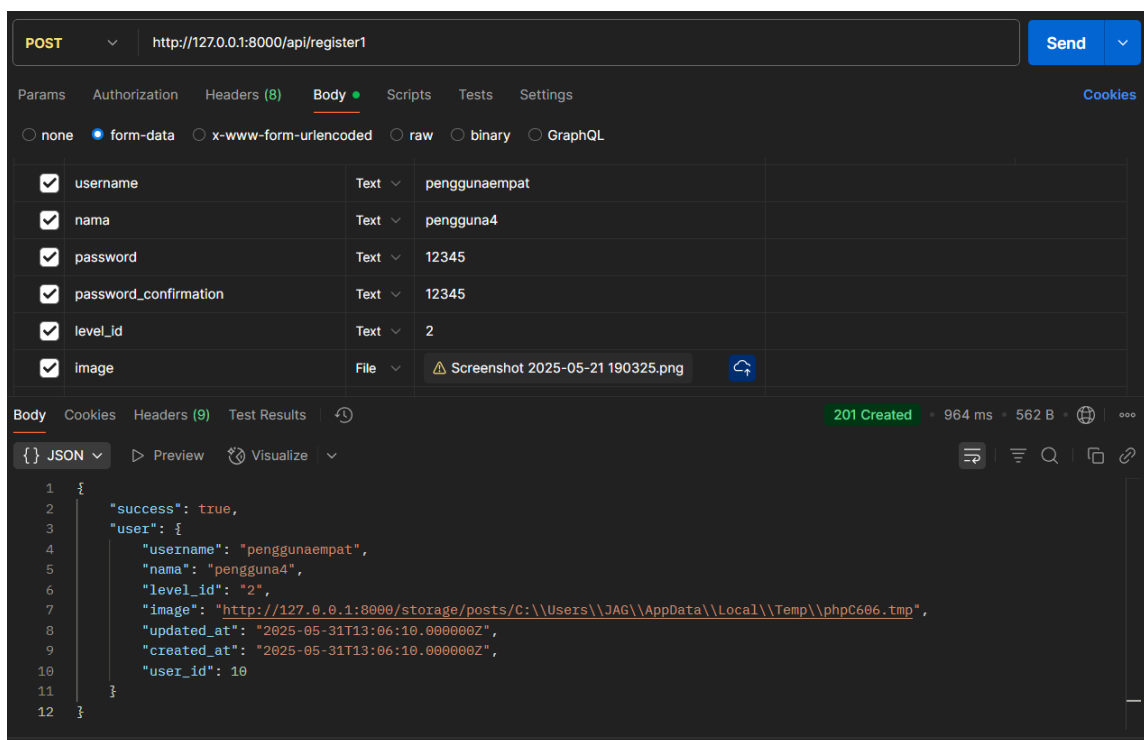 POST http://127.0.0.1:8000/api/register1 Send
Params Authorization Headers (8) Body Scripts Tests Settings Cookies
none form-data x-www-form-urlencoded raw binary GraphQL
username Text penggunaempat
nama Text pengguna4
password Text 12345
password_confirmation Text 12345
level_id Text 2
image File Screenshot 2025-05-21 190325.png
Body Cookies Headers (9) Test Results 201 Created 964 ms 562 B
{} JSON Preview Visualize
1 {
2 "success": true,
3 "user": {
4 "username": "penggunaempat",
5 "nama": "pengguna4",
6 "level_id": "2",
7 "image": "http://127.0.0.1:8000/storage/posts/C:\\Users\\JAG\\AppData\\Local\\Temp\\phpC606.tmp",
8 "updated_at": "2025-05-31T13:06:10.000000Z",
9 "created_at": "2025-05-31T13:06:10.000000Z",
10 "user_id": 10
11 }
12 }